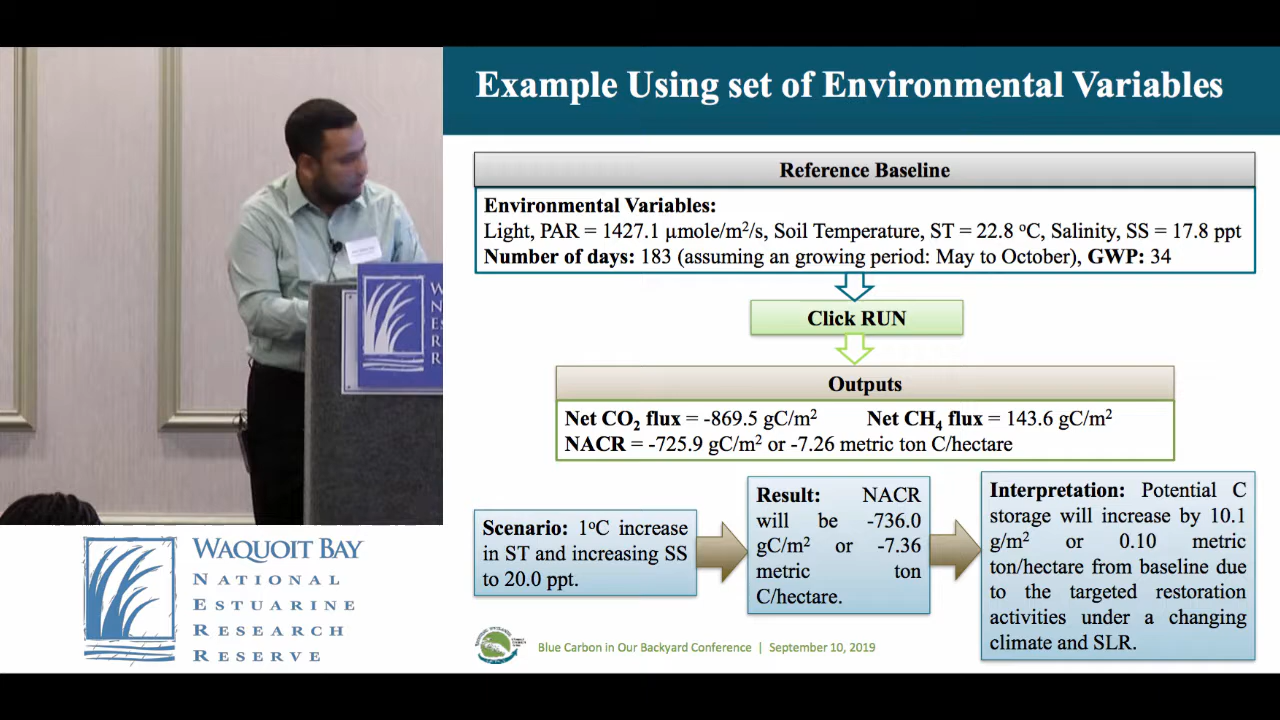 Example Using set of Environmental Variables
Reference Baseline
Environmental Variables:
Light, PAR = 1427.1 µmole/m²/s, Soil Temperature, ST = 22.8 °C, Salinity, SS = 17.8 ppt
Number of days: 183 (assuming an growing period: May to October), GWP: 34
Click RUN
Outputs
Net CO₂ flux = -869.5 gC/m² Net CH₄ flux = 143.6 gC/m²
NACR = -725.9 gC/m² or -7.26 metric ton C/hectare
Scenario: 1°C increase
in ST and increasing SS
to 20.0 ppt.
Result: NACR
will be -736.0
gC/m² or -7.36
metric ton
C/hectare.
Interpretation: Potential C
storage will increase by 10.1
g/m² or 0.10 metric
ton/hectare from baseline due
to the targeted restoration
activities under a changing
climate and SLR.
Blue Carbon in Our Backyard Conference | September 10, 2019
WAQUOIT BAY
NATIONAL
ESTUARINE
RESEARCH
RESERVE
W
N
E
R
R